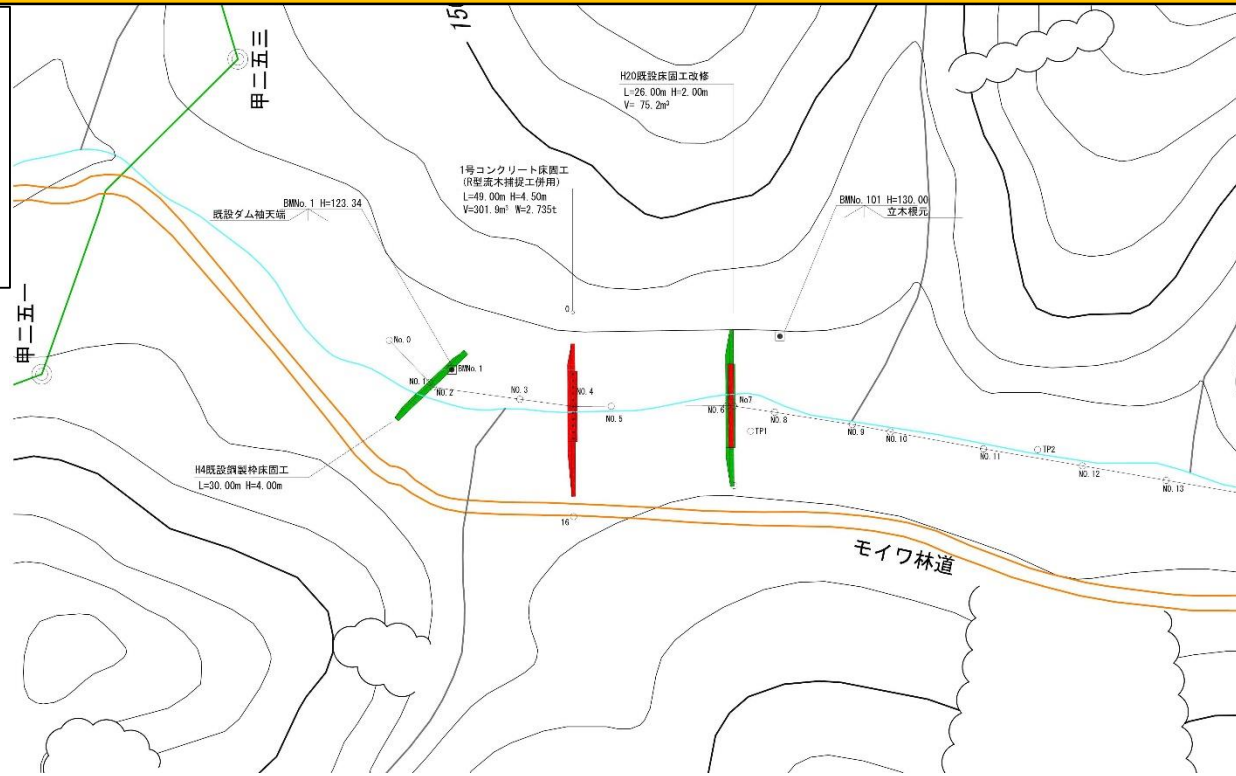 150
甲二五三
H20既設床固工改修
L=26.00m H=2.00m
V= 75.2m³
1号コンクリート床固工
(R型流木捕捉工併用)
L=49.00m H=4.50m
V=301.9m³ W=2.735t
BMNo.1 H=123.34
既設ダム袖天端
BMNo.101 H=130.00
立木根元
甲二五一
0
No.0
BMNo.1
NO.1
NO.2
NO.3
NO.4
NO.5
NO.6
No7
NO.8
TP1
NO.9
NO.10
NO.11
TP2
NO.12
NO.13
H4既設鋼製枠床固工
L=30.00m H=4.00m
16
モイワ林道